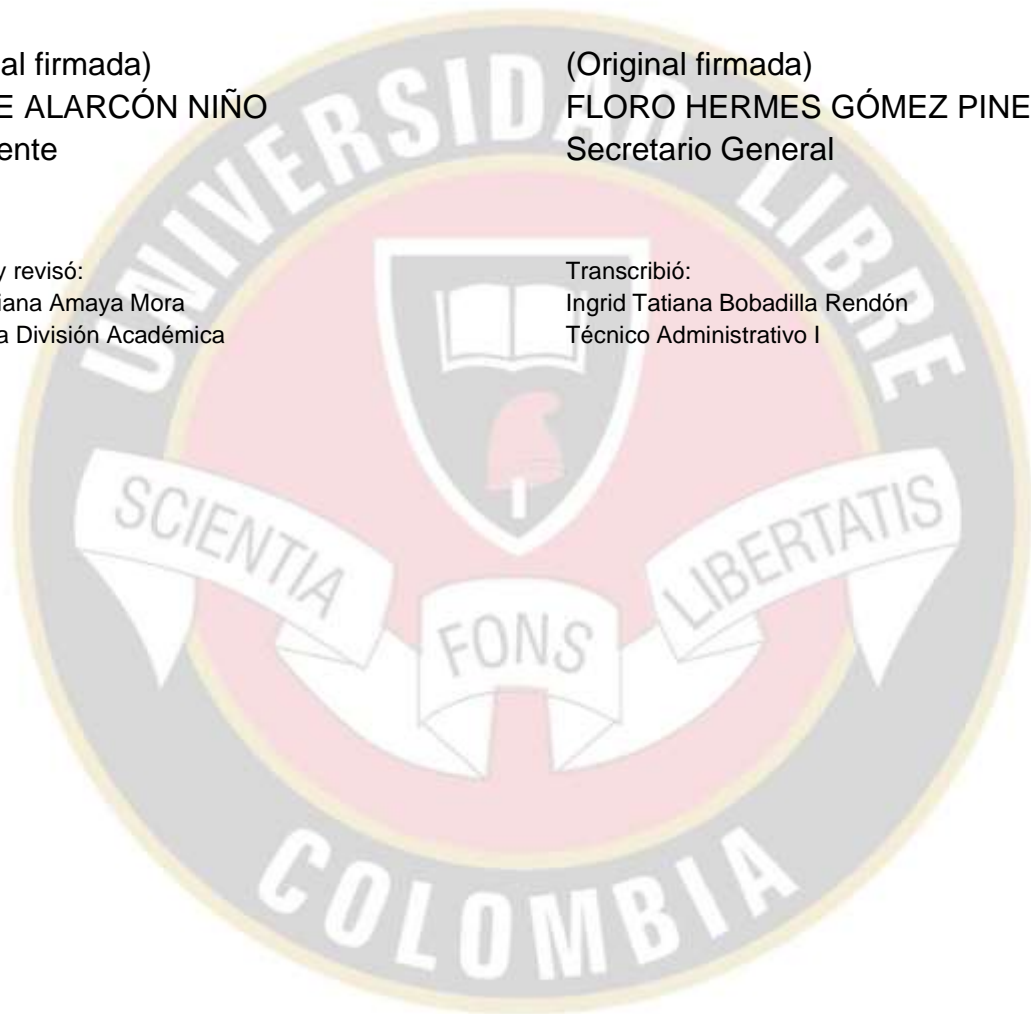 al firmada)
E ALARCÓN NIÑO
ente
(Original firmada)
FLORO HERMES GÓMEZ PINE
Secretario General
y revisó:
iana Amaya Mora
a División Académica
Transcribió:
Ingrid Tatiana Bobadilla Rendón
Técnico Administrativo I
UNIVERSIDAD LIBRE
SCIENTIA
FONS
LIBERTATIS
COLOMBIA